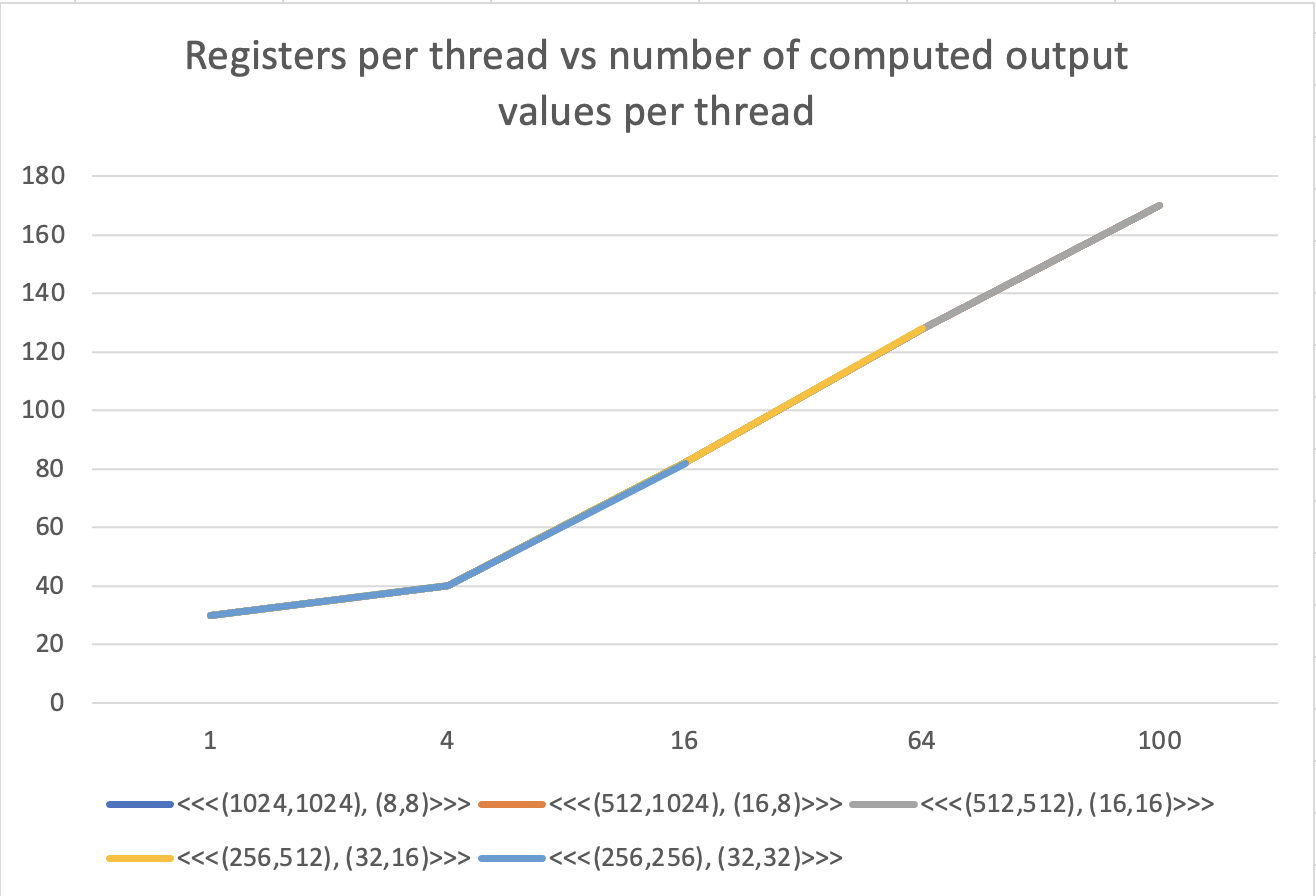 Registers per thread vs number of computed output
values per thread
180
160
140
120
100
80
60
40
20
0
1 4 16 64 100
<<<(1024,1024), (8,8)>>> <<<(512,1024), (16,8)>>> <<<(512,512), (16,16)>>>
<<<(256,512), (32,16)>>> <<<(256,256), (32,32)>>>